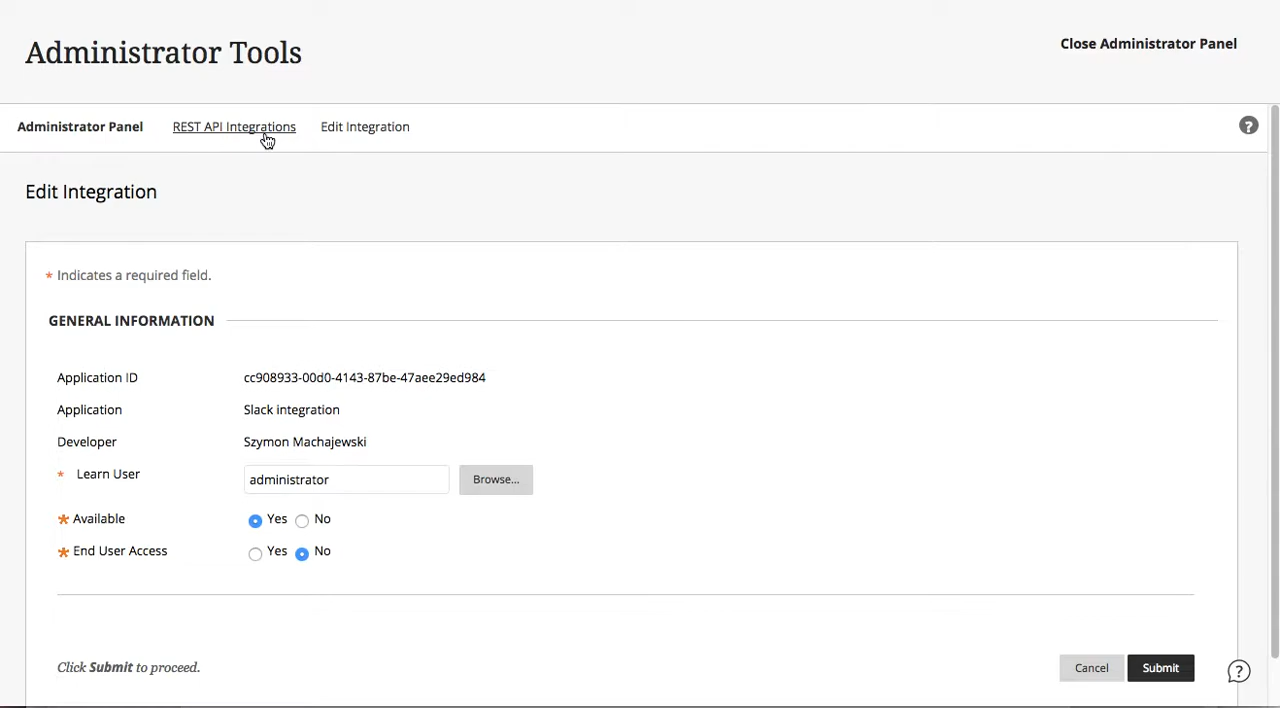 Administrator Tools
Close Administrator Panel
Administrator Panel REST API Integrations Edit Integration ?
Edit Integration
* Indicates a required field.
GENERAL INFORMATION
Application ID cc908933-00d0-4143-87be-47aee29ed984
Application Slack integration
Developer Szymon Machajewski
* Learn User administrator Browse...
* Available Yes No
* End User Access Yes No
Click Submit to proceed. Cancel Submit ?